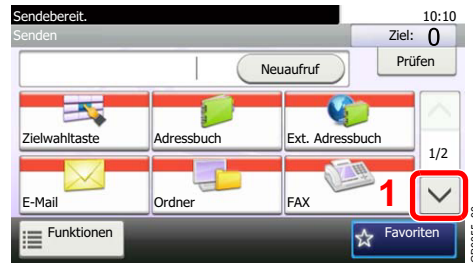 Sendebereit. 10:10
Senden Ziel: 0
Neuaufruf Prüfen
Zielwahltaste Adressbuch Ext. Adressbuch
1/2
E-Mail Ordner FAX 1
Funktionen Favoriten